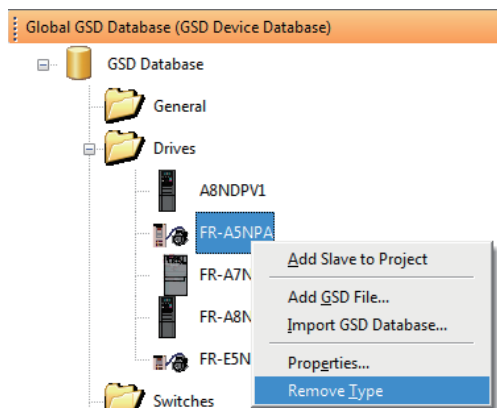 Global GSD Database (GSD Device Database)
GSD Database
General
Drives
A8NDPV1
FR-A5NPA
FR-A7N
FR-A8N
FR-E5N
Switches
Add Slave to Project
Add GSD File...
Import GSD Database...
Properties...
Remove Type